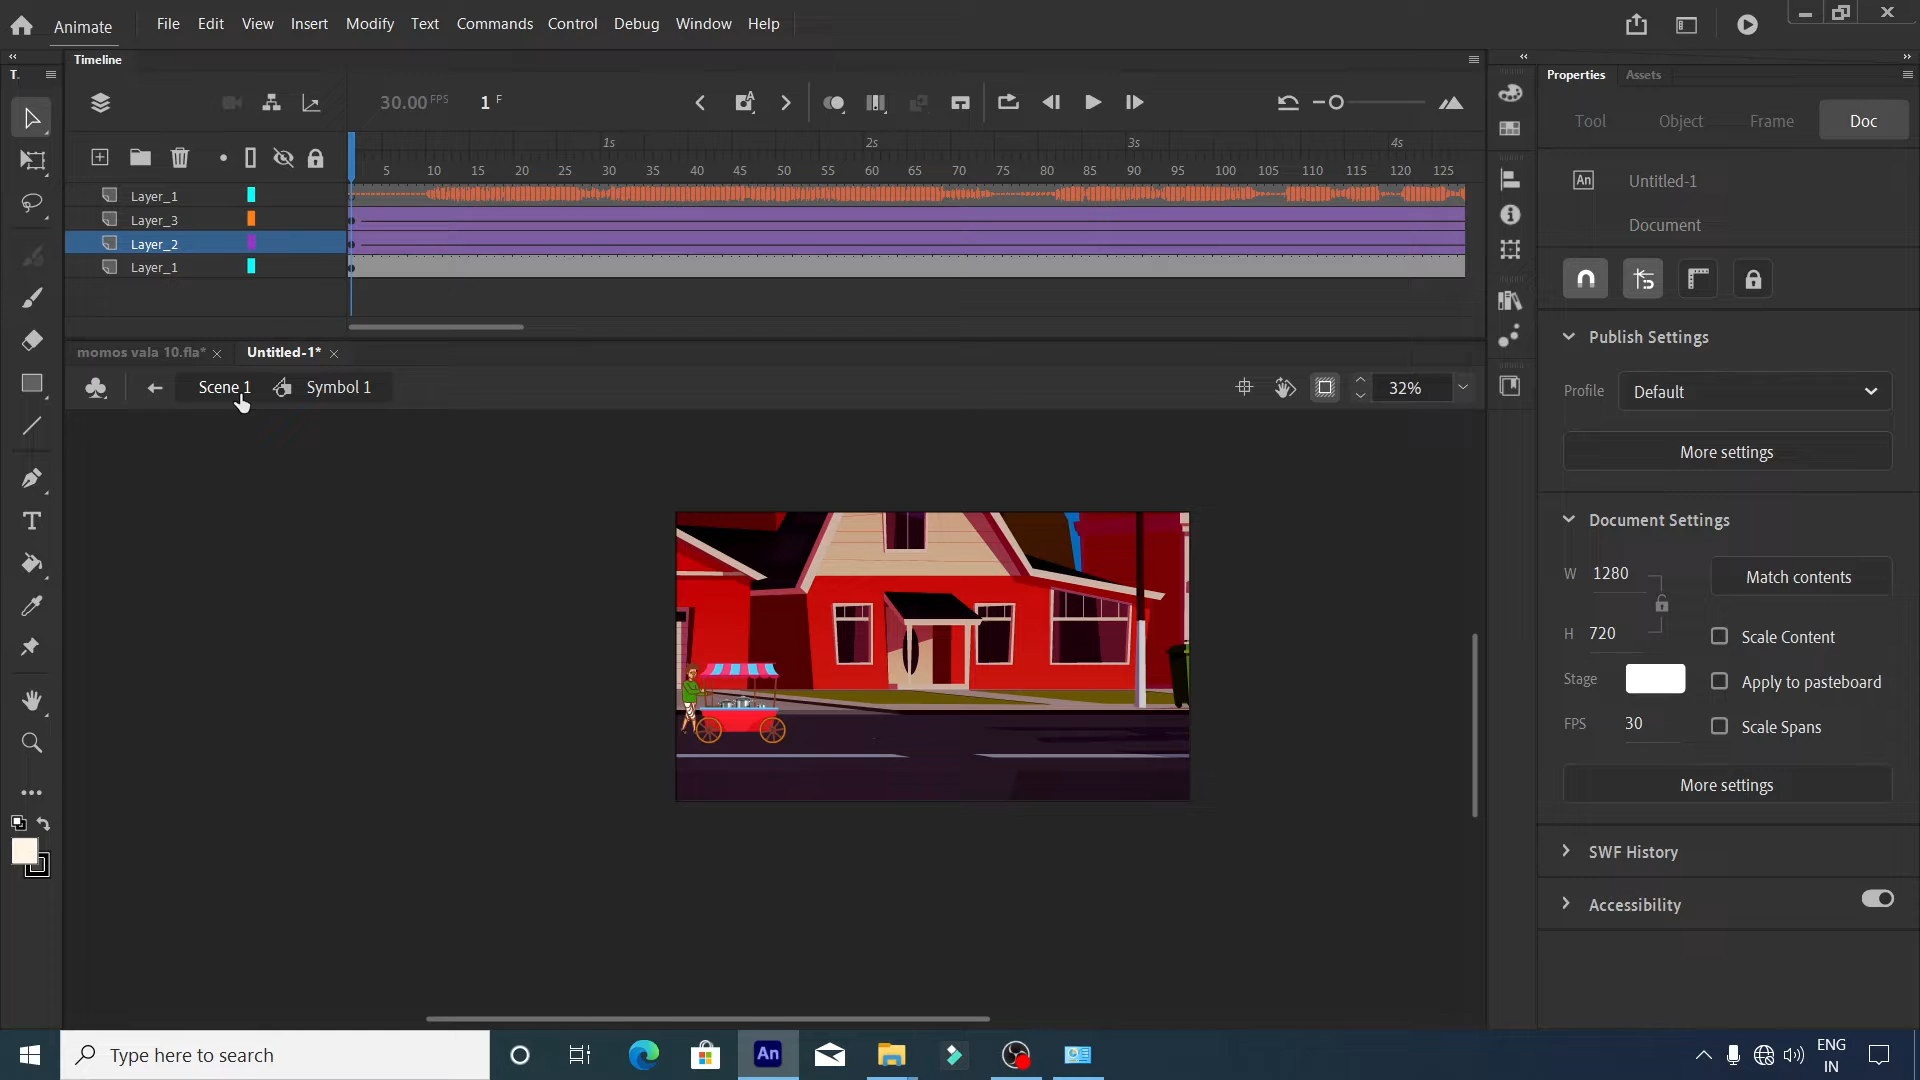 Animate File Edit View Insert Modify Text Commands Control Debug Window Help
Timeline
T.
Properties Assets
30.00 FPS 1 F
Tool Object Frame Doc
1s 2s 3s 4s
5 10 15 20 25 30 35 40 45 50 55 60 65 70 75 80 85 90 95 100 105 110 115 120 125
Layer_1
Layer_3
Layer_2
Layer_1
An Untitled-1
Document
Publish Settings
momos vala 10.fla* Untitled-1*
Scene 1 Symbol 1 32%
Profile Default
More settings
Document Settings
W 1280 Match contents
H 720 Scale Content
Stage Apply to pasteboard
FPS 30 Scale Spans
More settings
SWF History
Accessibility
Type here to search
An
ENG
IN